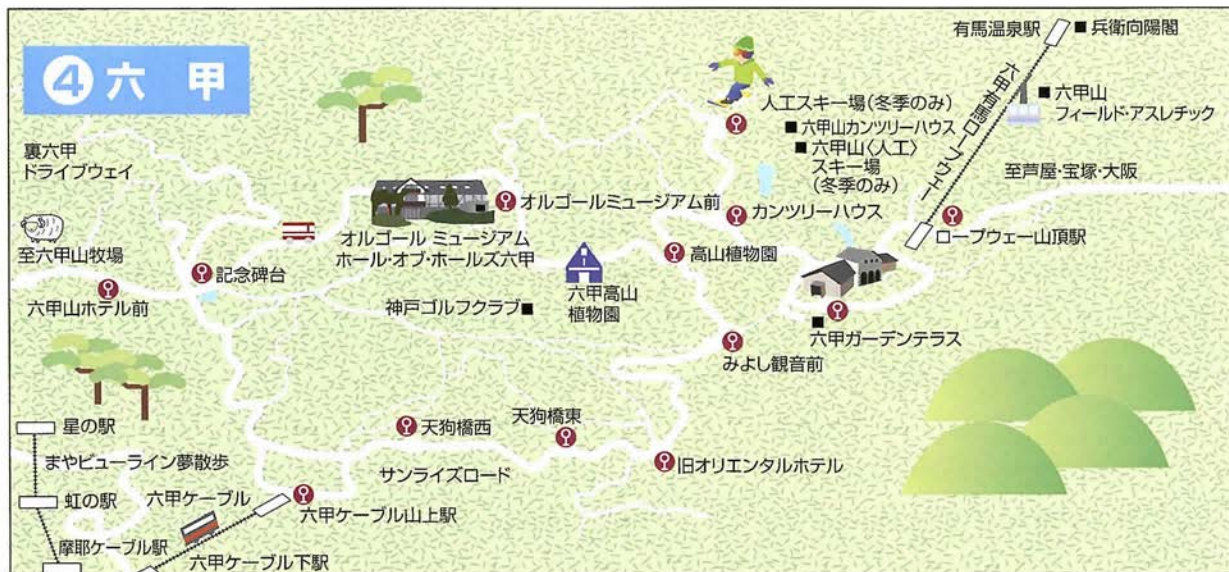 ④六甲
有馬温泉駅
兵衛向陽閣
六甲有馬ロープウェー
六甲山
フィールド・アスレチック
人工スキー場(冬季のみ)
六甲山カンツリーハウス
六甲山〈人工〉
スキー場
(冬季のみ)
至芦屋・宝塚・大阪
裏六甲
ドライブウェイ
オルゴールミュージアム前
カンツリーハウス
ロープウェー山頂駅
至六甲山牧場
オルゴール ミュージアム
ホール・オブ・ホールズ六甲
高山植物園
記念碑台
六甲山ホテル前
神戸ゴルフクラブ
六甲高山
植物園
六甲ガーデンテラス
みよし観音前
天狗橋東
天狗橋西
星の駅
まやビューライン夢散歩
サンライズロード
旧オリエンタルホテル
虹の駅
六甲ケーブル
六甲ケーブル山上駅
摩耶ケーブル駅
六甲ケーブル下駅